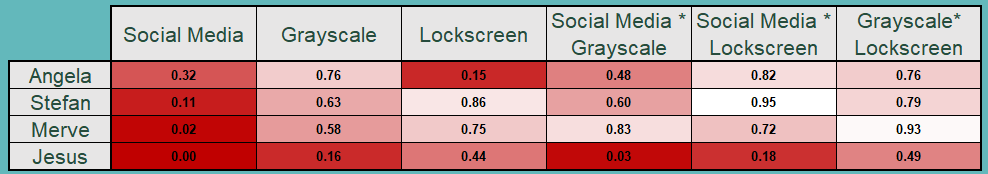 Social Media Grayscale Lockscreen Social Media * Grayscale Social Media * Lockscreen Grayscale* Lockscreen
Angela 0.32 0.76 0.15 0.48 0.82 0.76
Stefan 0.11 0.63 0.86 0.60 0.95 0.79
Merve 0.02 0.58 0.75 0.83 0.72 0.93
Jesus 0.00 0.16 0.44 0.03 0.18 0.49